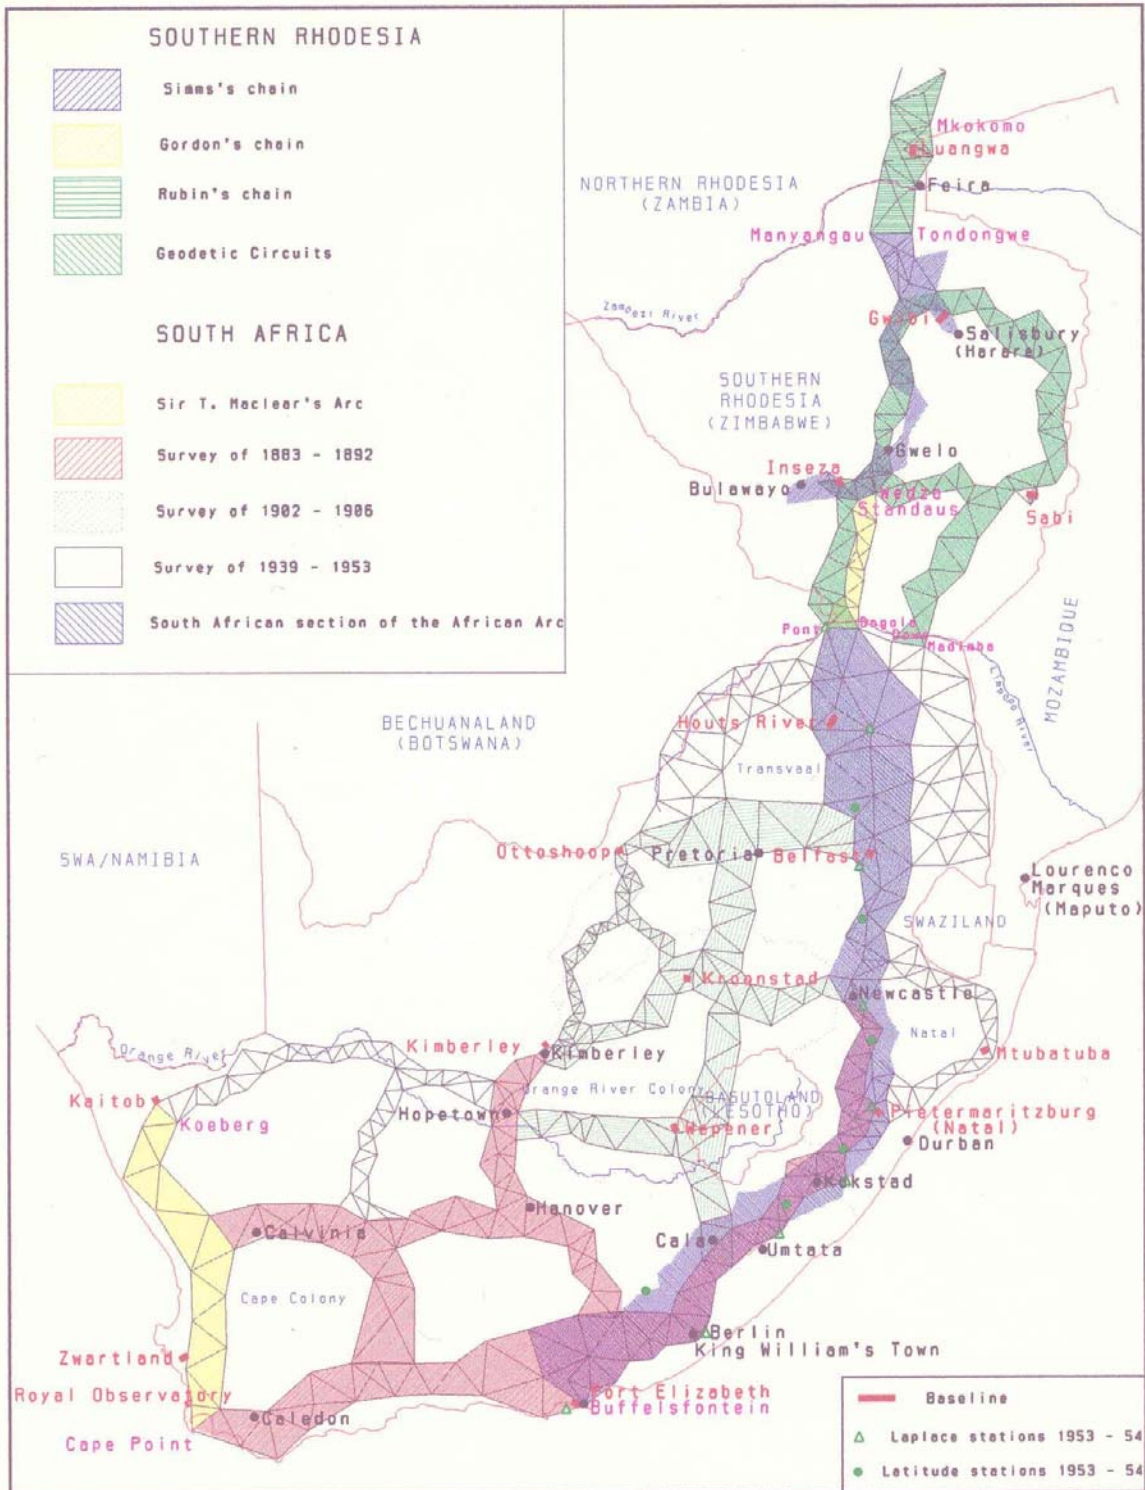 SOUTHERN RHODESIA
Simms's chain
Gordon's chain
Rubin's chain
Geodetic Circuits
SOUTH AFRICA
Sir T. Maclear's Arc
Survey of 1883 - 1892
Survey of 1902 - 1906
Survey of 1939 - 1953
South African section of the African Arc
Mkokomo
Luangwa
NORTHERN RHODESIA
(ZAMBIA)
Feira
Manyangau
Tondongwe
Zambezi River
Gwibi
Salisbury
(Harare)
SOUTHERN
RHODESIA
(ZIMBABWE)
Gwelo
Inseza
Bulawayo
Wedza
Standaus
Sabi
Pont
Dogola
Madimba
Limpopo River
MOZAMBIQUE
BECHUANALAND
(BOTSWANA)
Houts River
Transvaal
SWA/NAMIBIA
Ottoshoop
Pretoria
Belfast
Lourenco
Marques
(Maputo)
SWAZILAND
Kroonstad
Newcastle
Natal
Orange River
Kimberley
Kimberley
Mtubatuba
Orange River Colony
BASUTOLAND
(LESOTHO)
Kaitob
Koeberg
Hopetown
Wepener
Pietermaritzburg
(Natal)
Durban
Kokstad
Hanover
Calvinia
Cala
Umtata
Cape Colony
Berlin
King William's Town
Zwartland
Royal Observatory
Port Elizabeth
Buffelsfontein
Caledon
Cape Point
Baseline
Laplace stations 1953 - 54
Latitude stations 1953 - 54